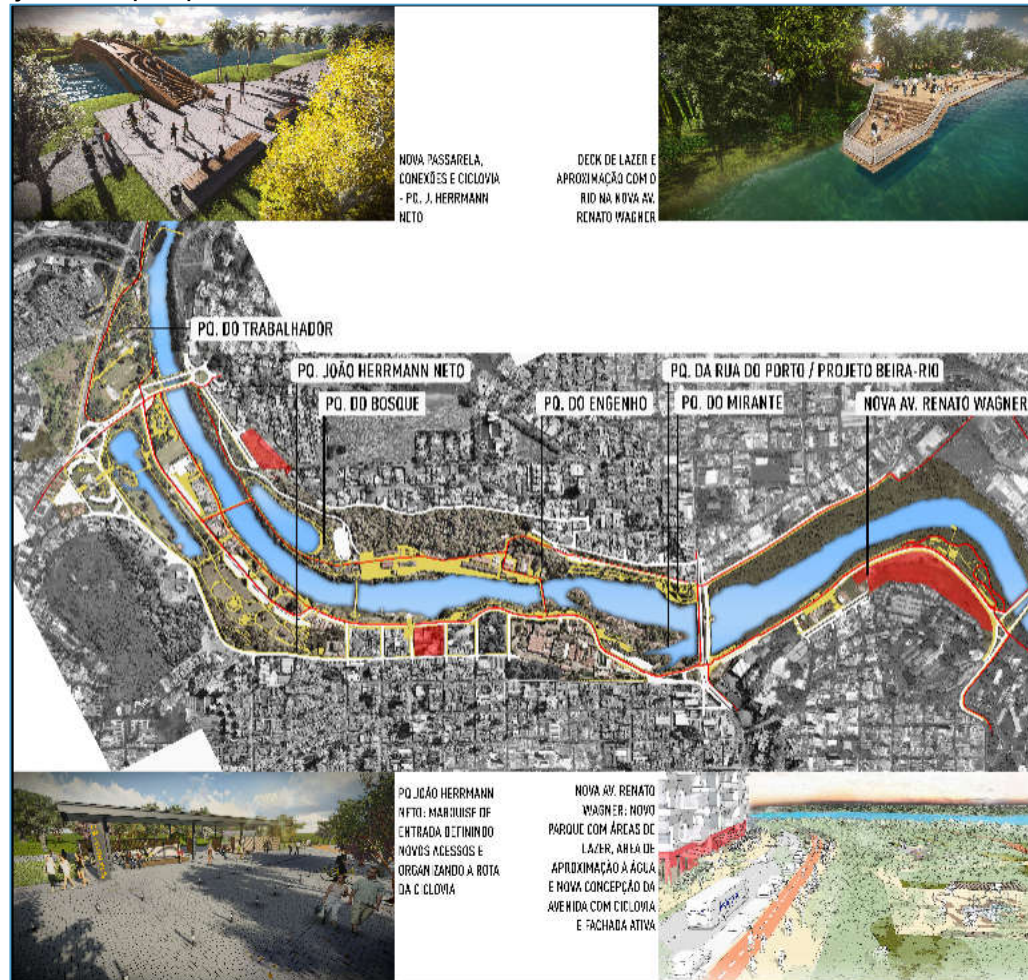 NOVA PASSARELA,
CONEXÕES E CICLOVIA
- PQ. J. HERRMANN
NETO
DECK DE LAZER E
APROXIMAÇÃO COM O
RIO NA NOVA AV.
RENATO WAGNER
PQ. DO TRABALHADOR
PQ. JOÃO HERRMANN NETO
PQ. DA RUA DO PORTO / PROJETO BEIRA-RIO
PQ. DO BOSQUE
PQ. DO ENGENHO
PQ. DO MIRANTE
NOVA AV. RENATO WAGNER
PQ JOÃO HERRMANN
NETO: MARQUISE DE
ENTRADA DEFININDO
NOVOS ACESSOS E
ORGANIZANDO A ROTA
DA CICLOVIA
NOVA AV. RENATO
WAGNER: NOVO
PARQUE COM ÁREAS DE
LAZER, ÁREA DE
APROXIMAÇÃO A ÁGUA
E NOVA CONCEPÇÃO DA
AVENIDA COM CICLOVIA
E FACHADA ATIVA